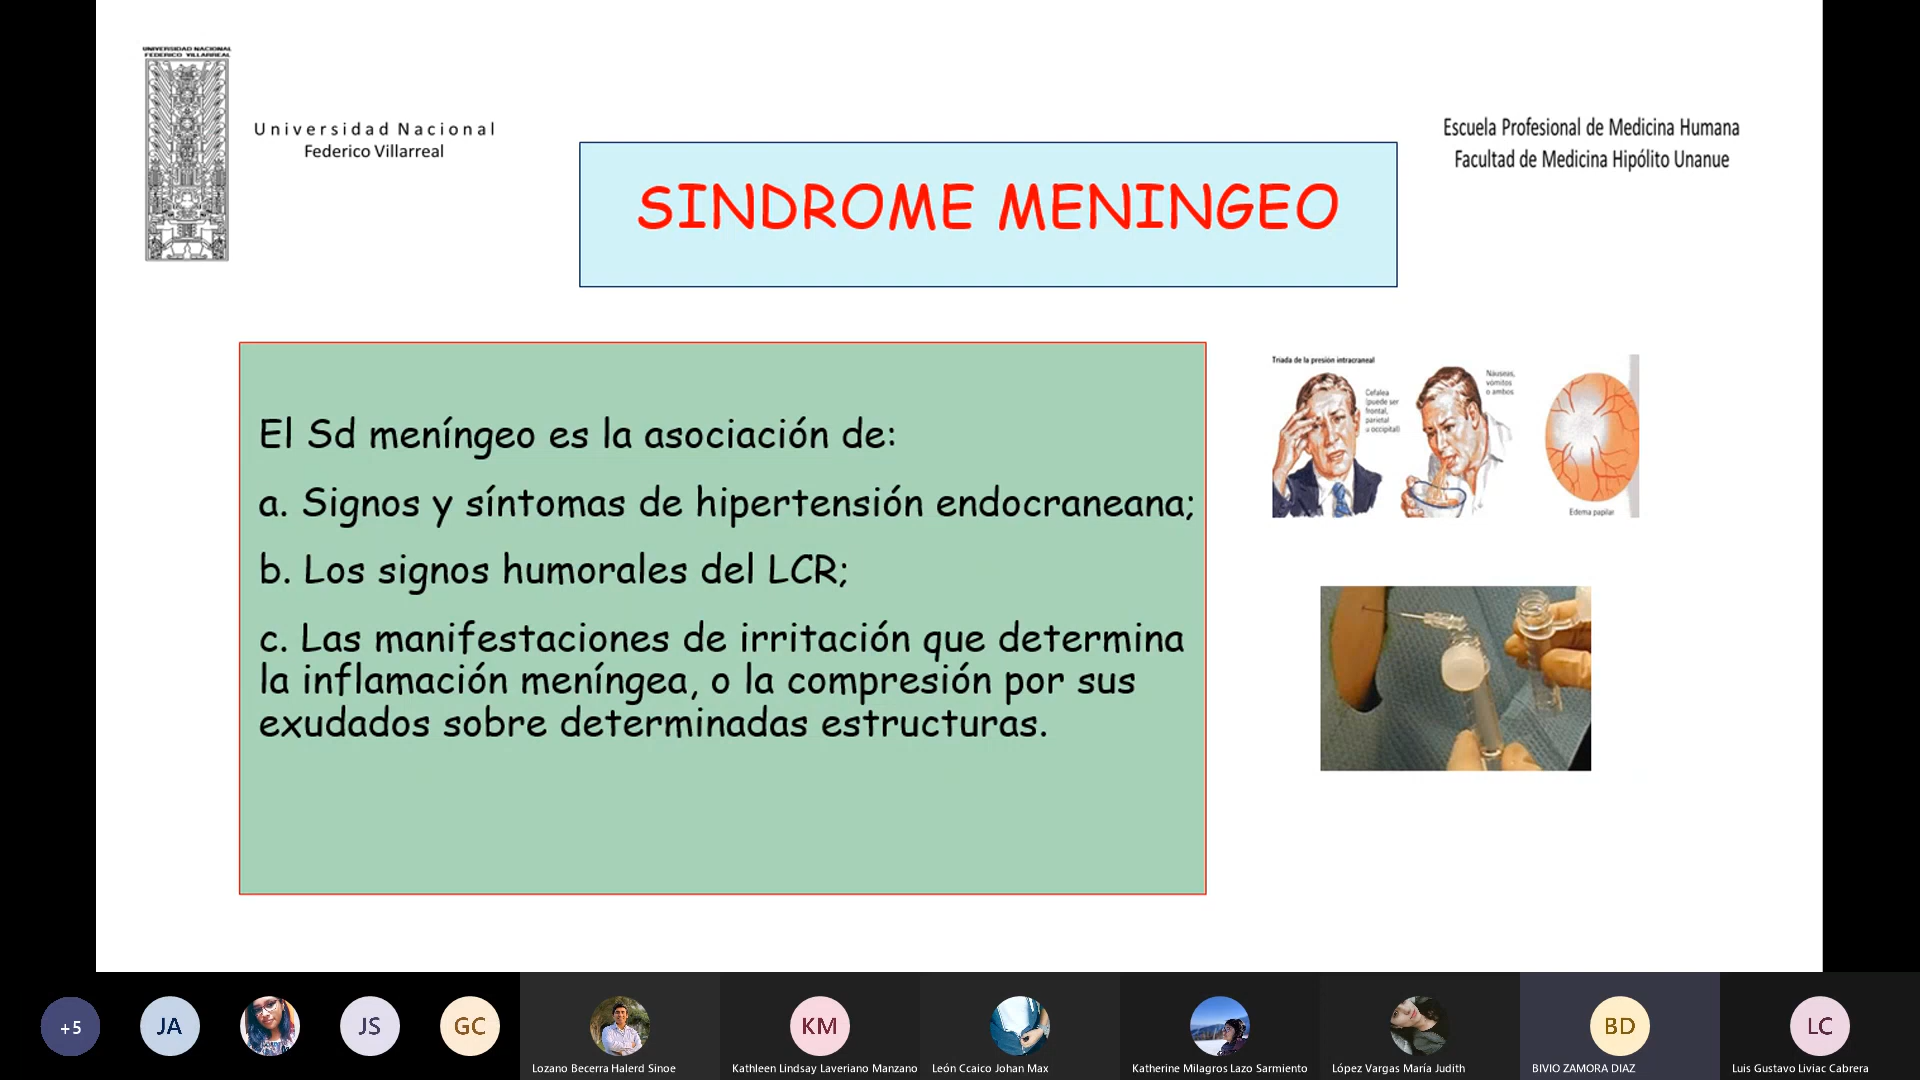 UNIVERSIDAD NACIONAL
FEDERICO VILLARREAL
Universidad Nacional
Federico Villarreal
Escuela Profesional de Medicina Humana
Facultad de Medicina Hipólito Unanue
SINDROME MENINGEO
El Sd meníngeo es la asociación de:
a. Signos y síntomas de hipertensión endocraneana;
b. Los signos humorales del LCR;
c. Las manifestaciones de irritación que determina
la inflamación meníngea, o la compresión por sus
exudados sobre determinadas estructuras.
Tríada de la presión intracraneal
Cefalea
(puede ser
frontal,
parietal
u occipital)
Náuseas,
vómitos
o ambos
Edema papilar
+5
JA
JS
GC
KM
BD
LC
Lozano Becerra Halerd Sinoe
Kathleen Lindsay Laveriano Manzano
León Ccaico Johan Max
Katherine Milagros Lazo Sarmiento
López Vargas María Judith
BIVIO ZAMORA DIAZ
Luis Gustavo Liviac Cabrera